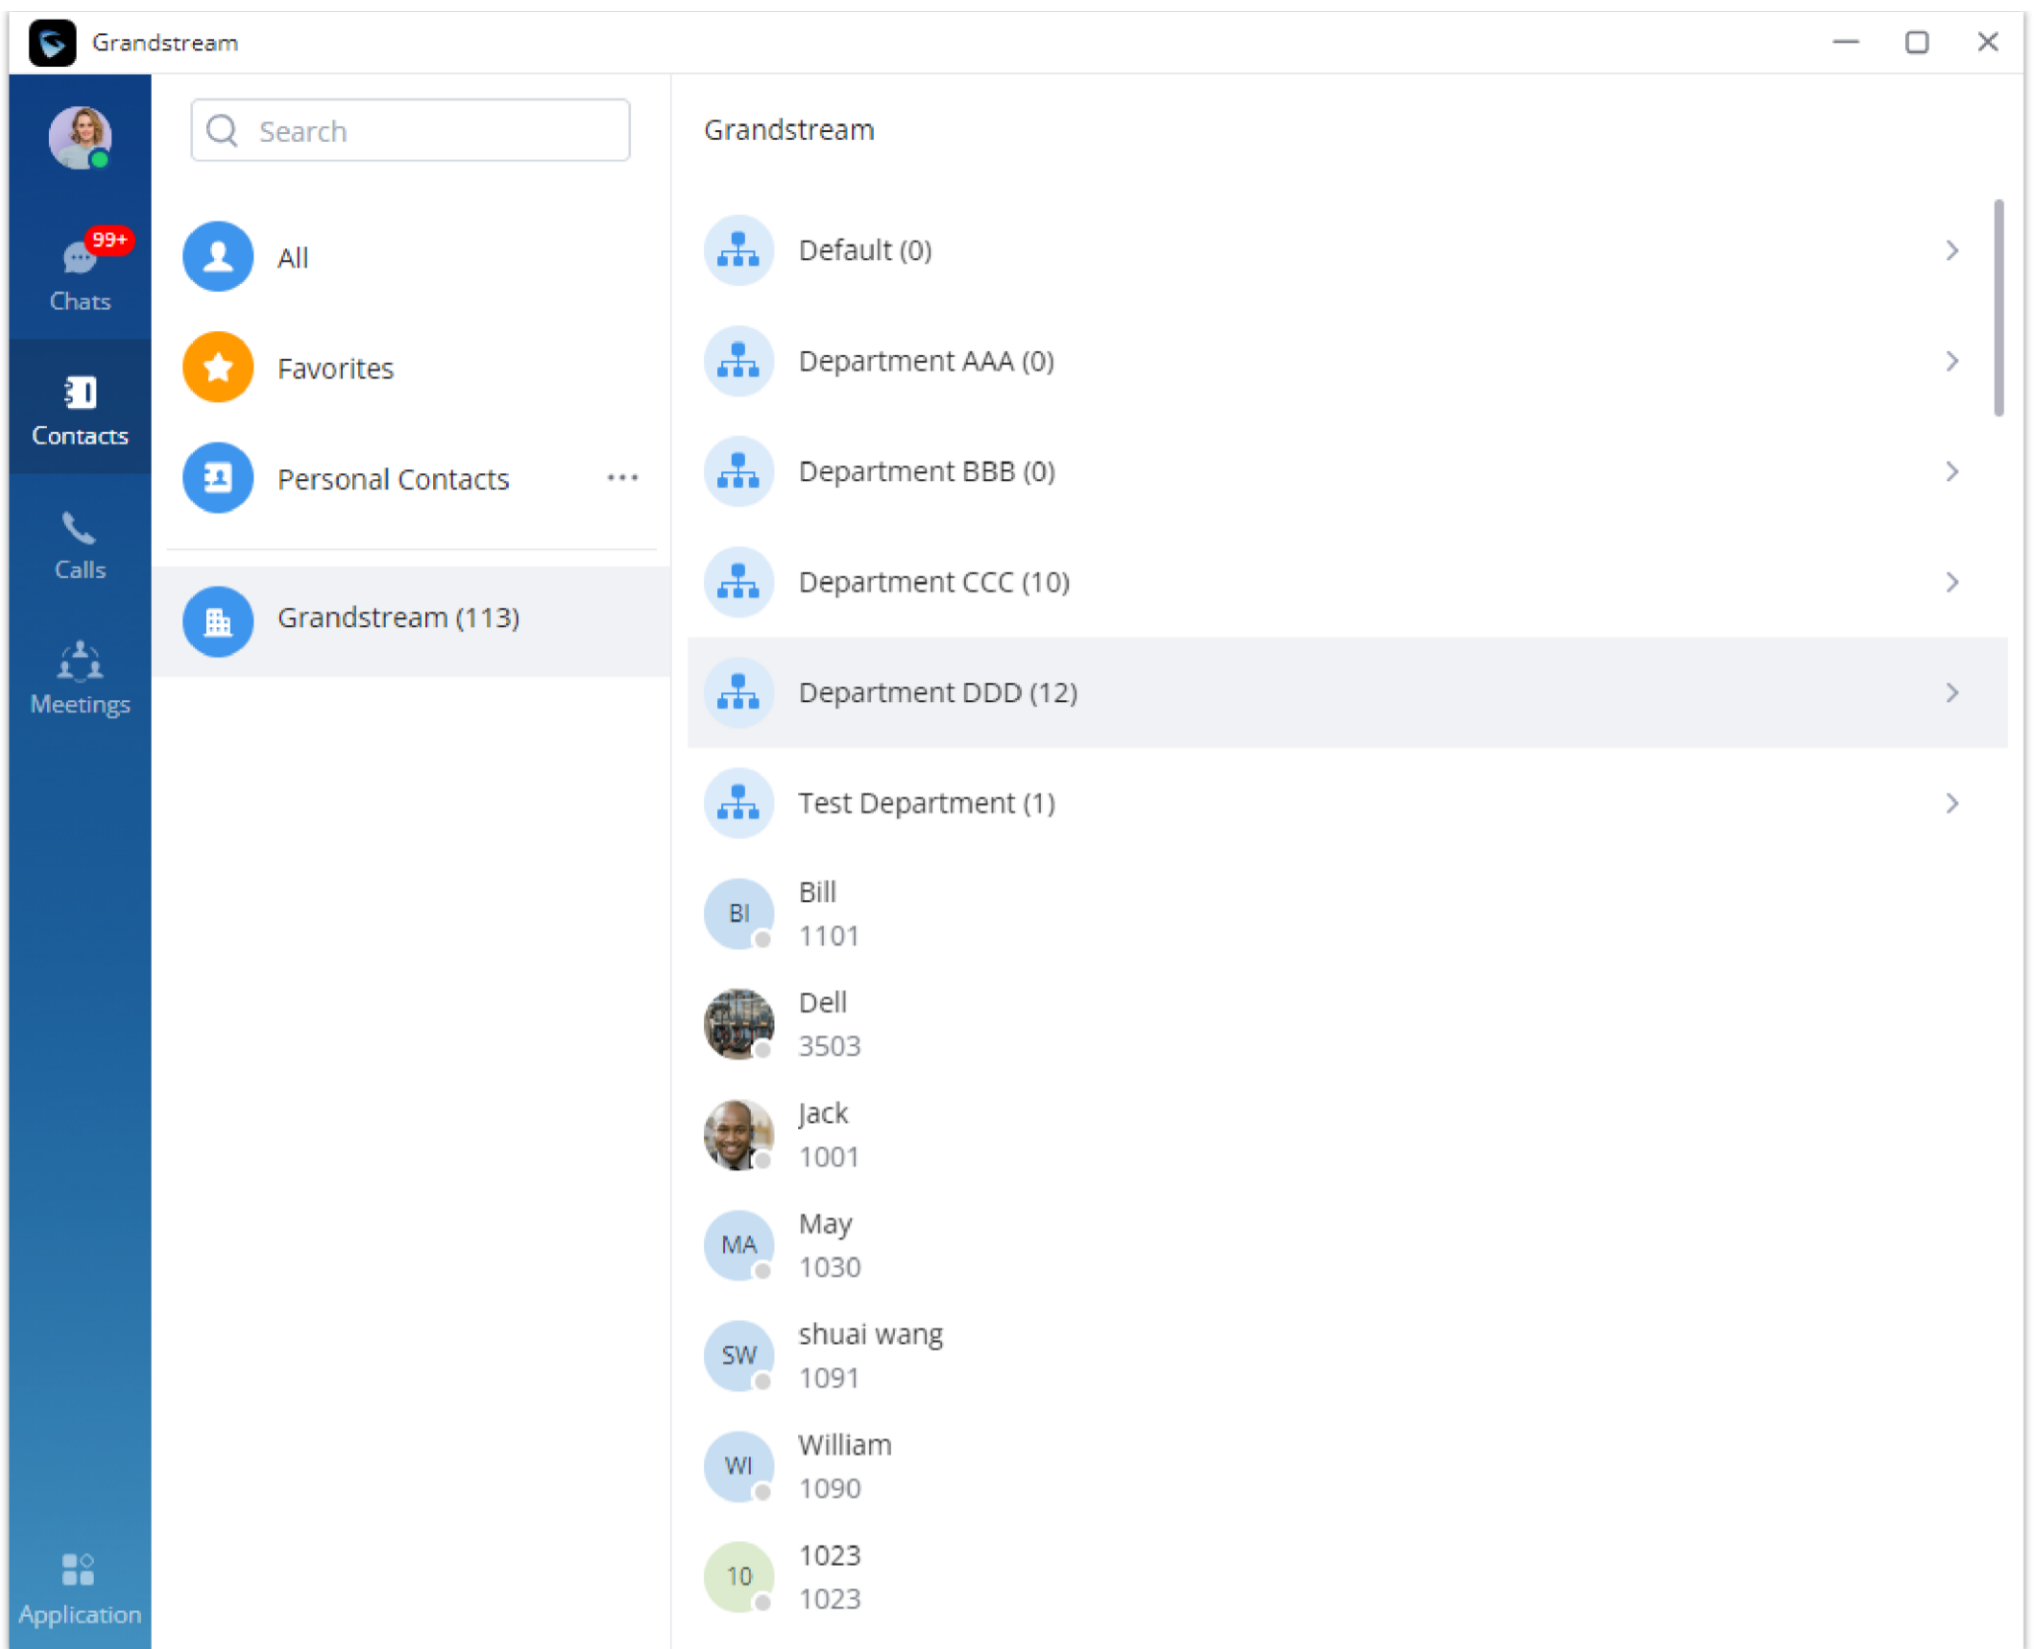 Grandstream
99+
Chats
Contacts
Calls
Meetings
Application
Search
All
Favorites
Personal Contacts
Grandstream (113)
Grandstream
Default (0)
Department AAA (0)
Department BBB (0)
Department CCC (10)
Department DDD (12)
Test Department (1)
BI
Bill
1101
Dell
3503
Jack
1001
MA
May
1030
SW
shuai wang
1091
WI
William
1090
10
1023
1023